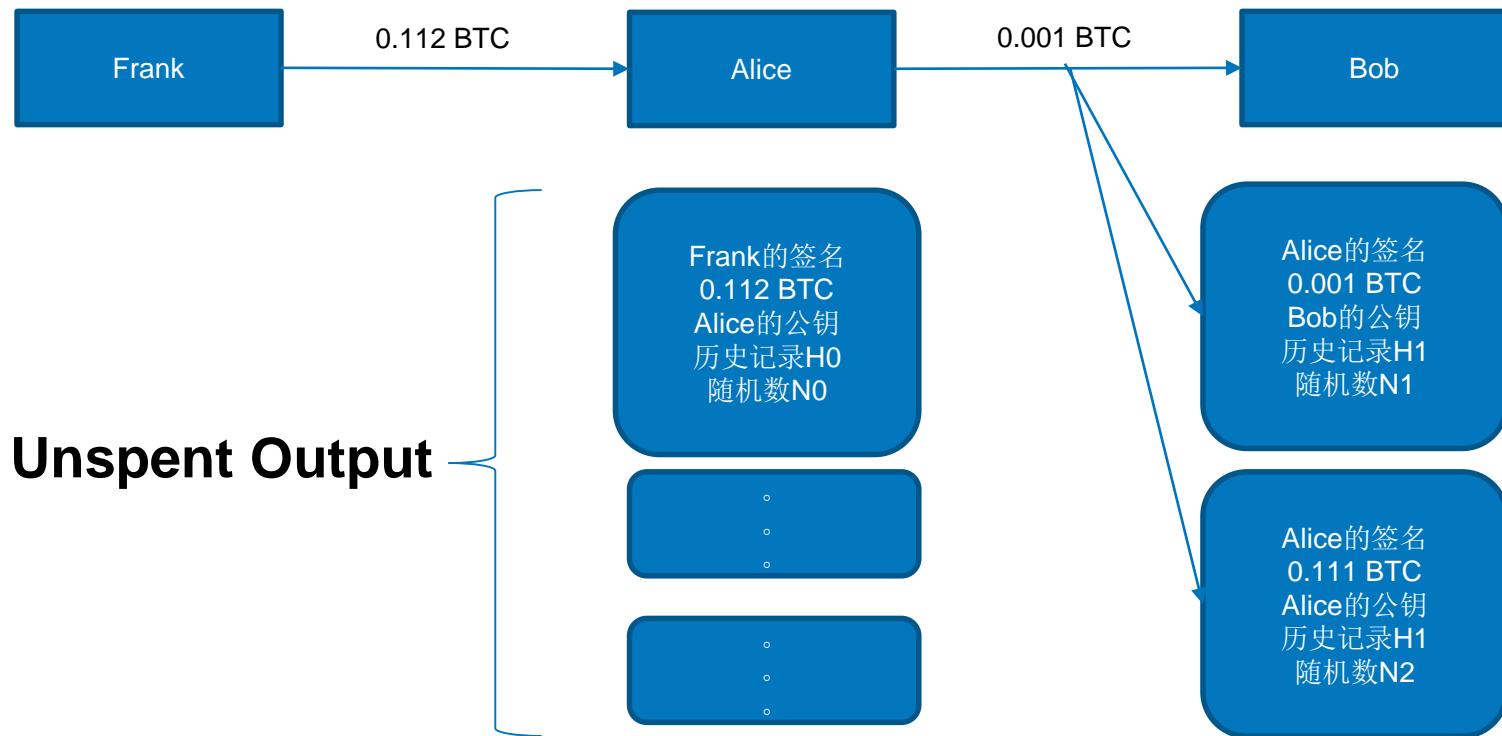 Frank
0.112 BTC
Alice
0.001 BTC
Bob
Unspent Output
Frank的签名
0.112 BTC
Alice的公钥
历史记录H0
随机数N0
。
。
。
。
。
。
Alice的签名
0.001 BTC
Bob的公钥
历史记录H1
随机数N1
Alice的签名
0.111 BTC
Alice的公钥
历史记录H1
随机数N2